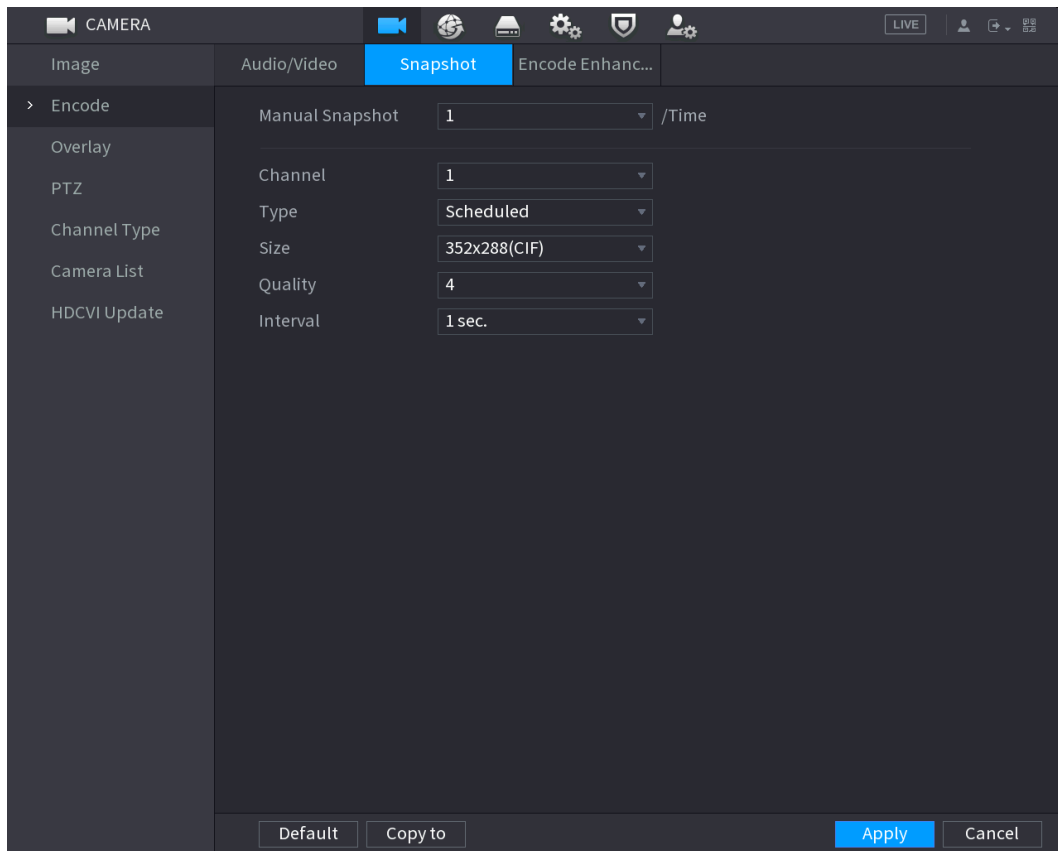 CAMERA
LIVE
Image
Audio/Video
Snapshot
Encode Enhanc...
Encode
Manual Snapshot
1
/Time
Overlay
PTZ
Channel Type
Camera List
HDCVI Update
Channel
1
Type
Scheduled
Size
352x288(CIF)
Quality
4
Interval
1 sec.
Default
Copy to
Apply
Cancel